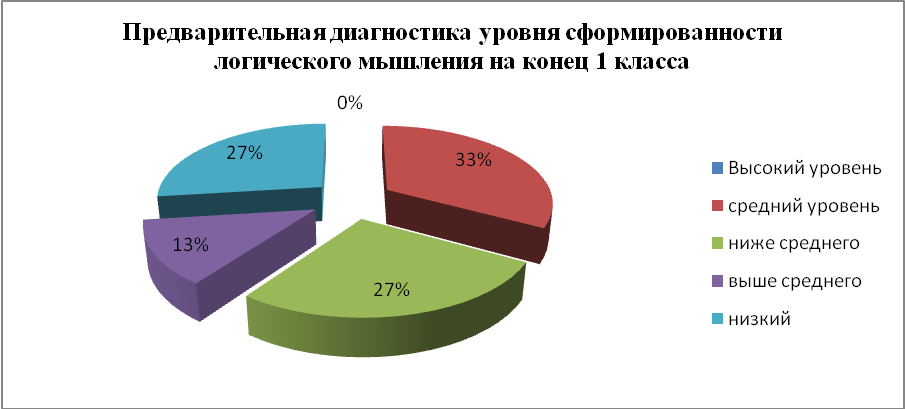 Предварительная диагностика уровня сформированности
логического мышления на конец 1 класса
0%
33%
27%
13%
27%
Высокий уровень
средний уровень
ниже среднего
выше среднего
низкий